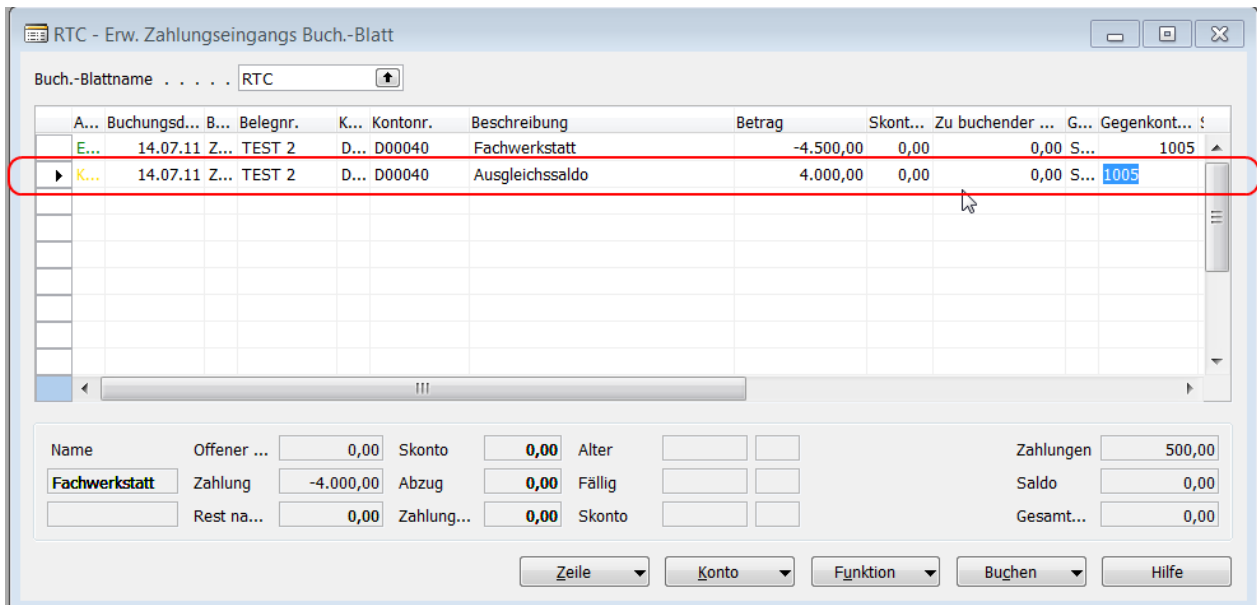 RTC - Erw. Zahlungseingangs Buch.-Blatt
Buch.-Blattname . . . . . RTC
A... Buchungsd... B... Belegnr. K... Kontonr. Beschreibung Betrag Skont... Zu buchender ... G... Gegenkont...
E... 14.07.11 Z... TEST 2 D... D00040 Fachwerkstatt -4.500,00 0,00 0,00 S... 1005
K... 14.07.11 Z... TEST 2 D... D00040 Ausgleichssaldo 4.000,00 0,00 0,00 S... 1005
Name Offener ... 0,00 Skonto 0,00 Alter Zahlungen 500,00
Fachwerkstatt Zahlung -4.000,00 Abzug 0,00 Fällig Saldo 0,00
Rest na... 0,00 Zahlung... 0,00 Skonto Gesamt... 0,00
Zeile Konto Funktion Buchen Hilfe